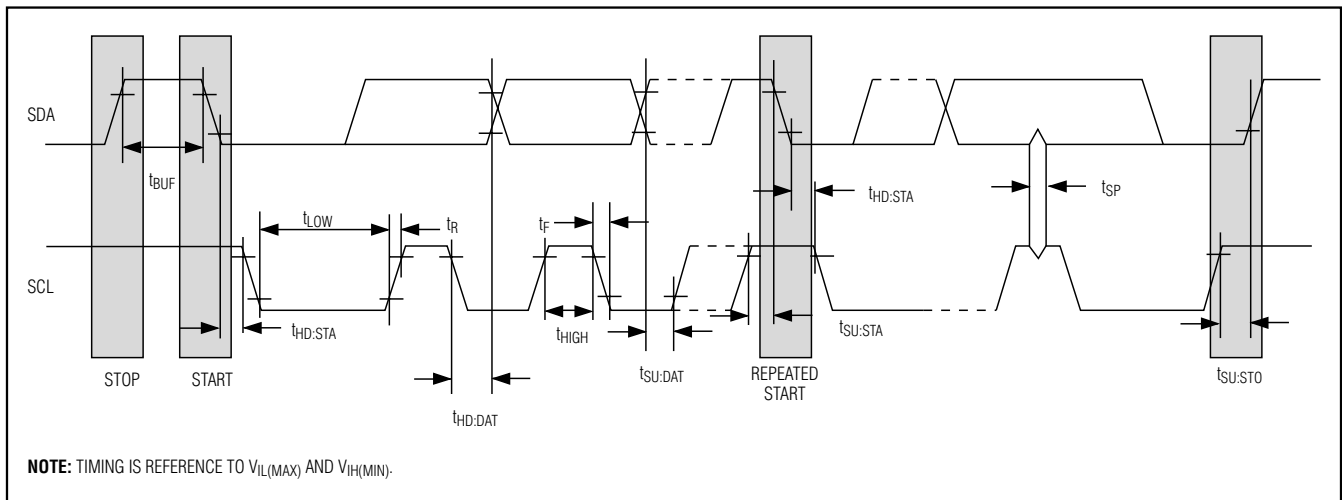 SDA
tBUF
tHD:STA
tSP
tLOW
tR
tF
SCL
tHD:STA
tHIGH
tSU:STA
tSU:DAT
tSU:STO
STOP
START
REPEATED
START
tHD:DAT
NOTE: TIMING IS REFERENCE TO VIL(MAX) AND VIH(MIN).